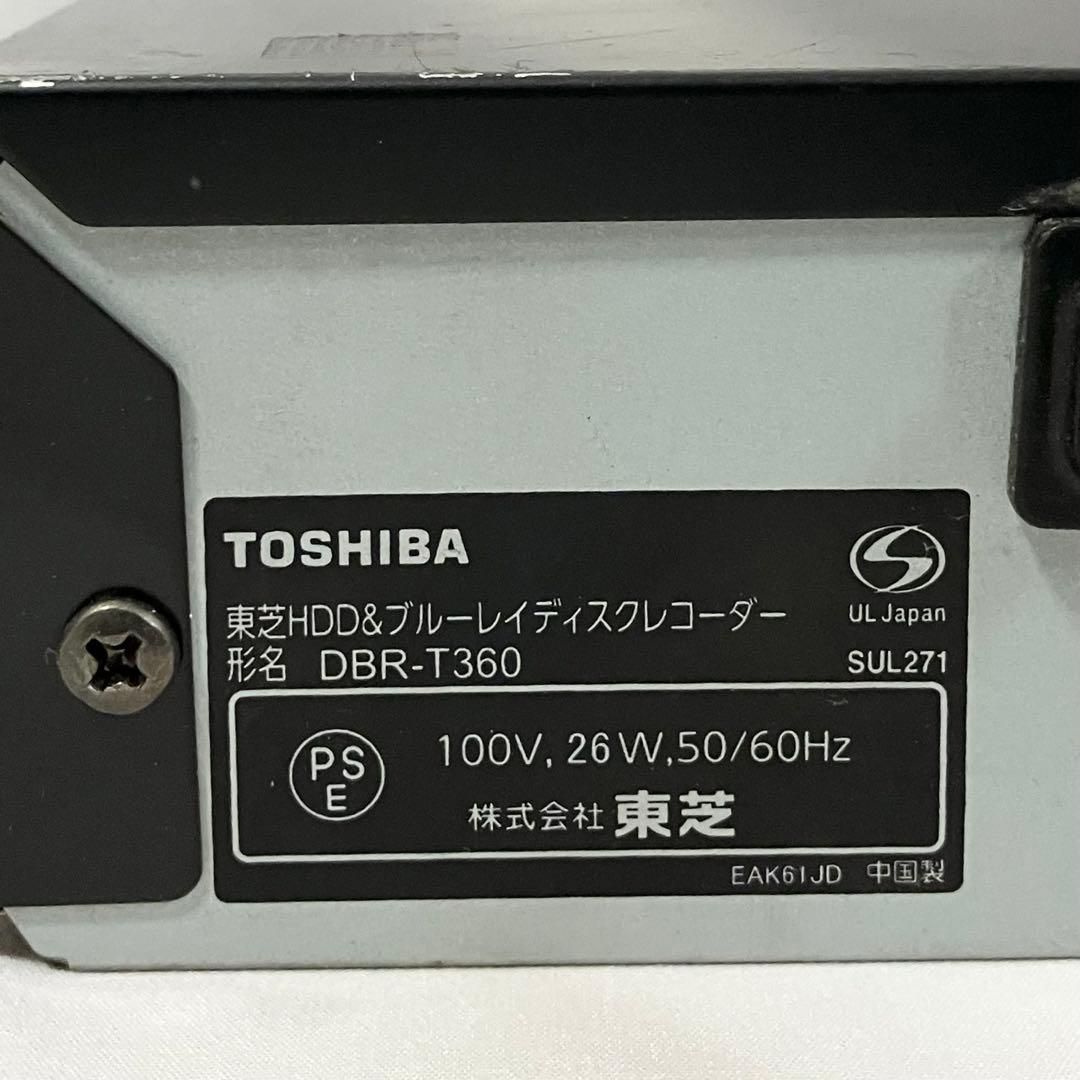 TOSHIBA
UL Japan
東芝HDD&ブルーレイディスクレコーダー
形名 DBR-T360
SUL271
PS
E
100V, 26W, 50/60Hz
株式会社 東芝
EAK61JD 中国製